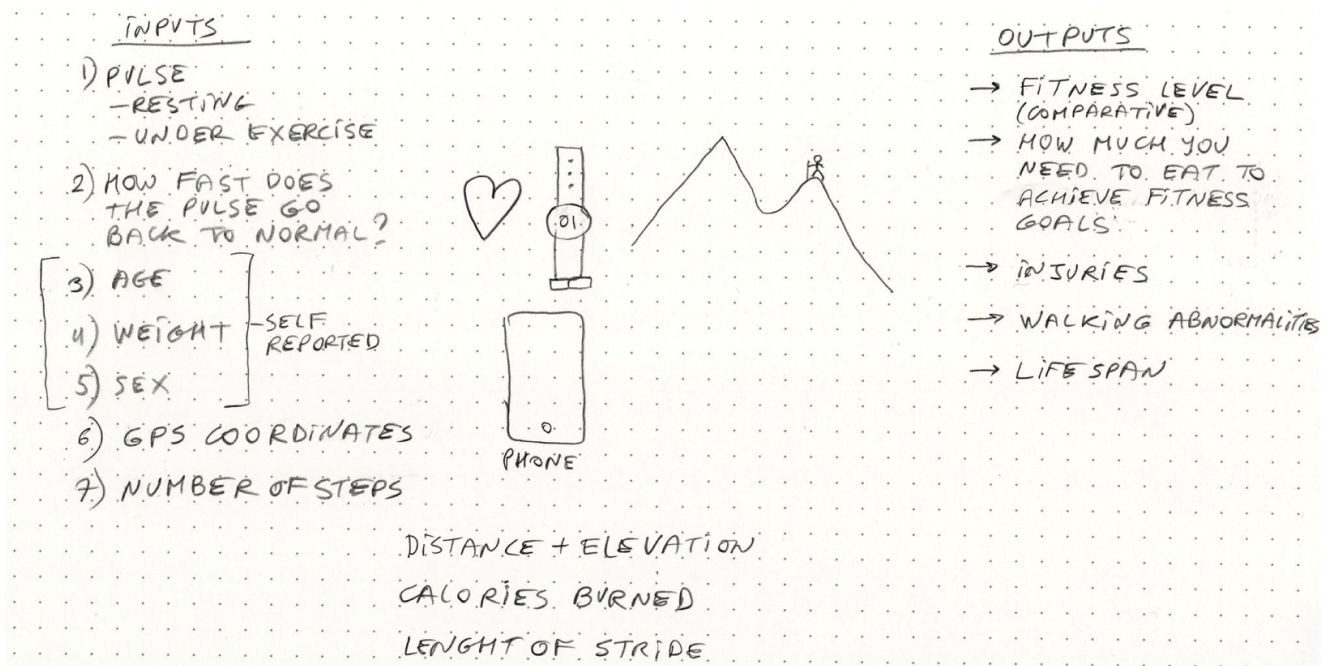 INPUTS
1) PULSE
- RESTING
- UNDER EXERCISE
2) HOW FAST DOES
THE PULSE GO
BACK TO NORMAL?
3) AGE
4) WEIGHT
5) SEX
- SELF
REPORTED
6) GPS COORDINATES
7) NUMBER OF STEPS
01
PHONE
DISTANCE + ELEVATION
CALORIES BURNED
LENGHT OF STRIDE
OUTPUTS
→ FITNESS LEVEL
(COMPARATIVE)
→ HOW MUCH YOU
NEED TO EAT TO
ACHIEVE FITNESS
GOALS
→ INJURIES
→ WALKING ABNORMALITIES
→ LIFESPAN